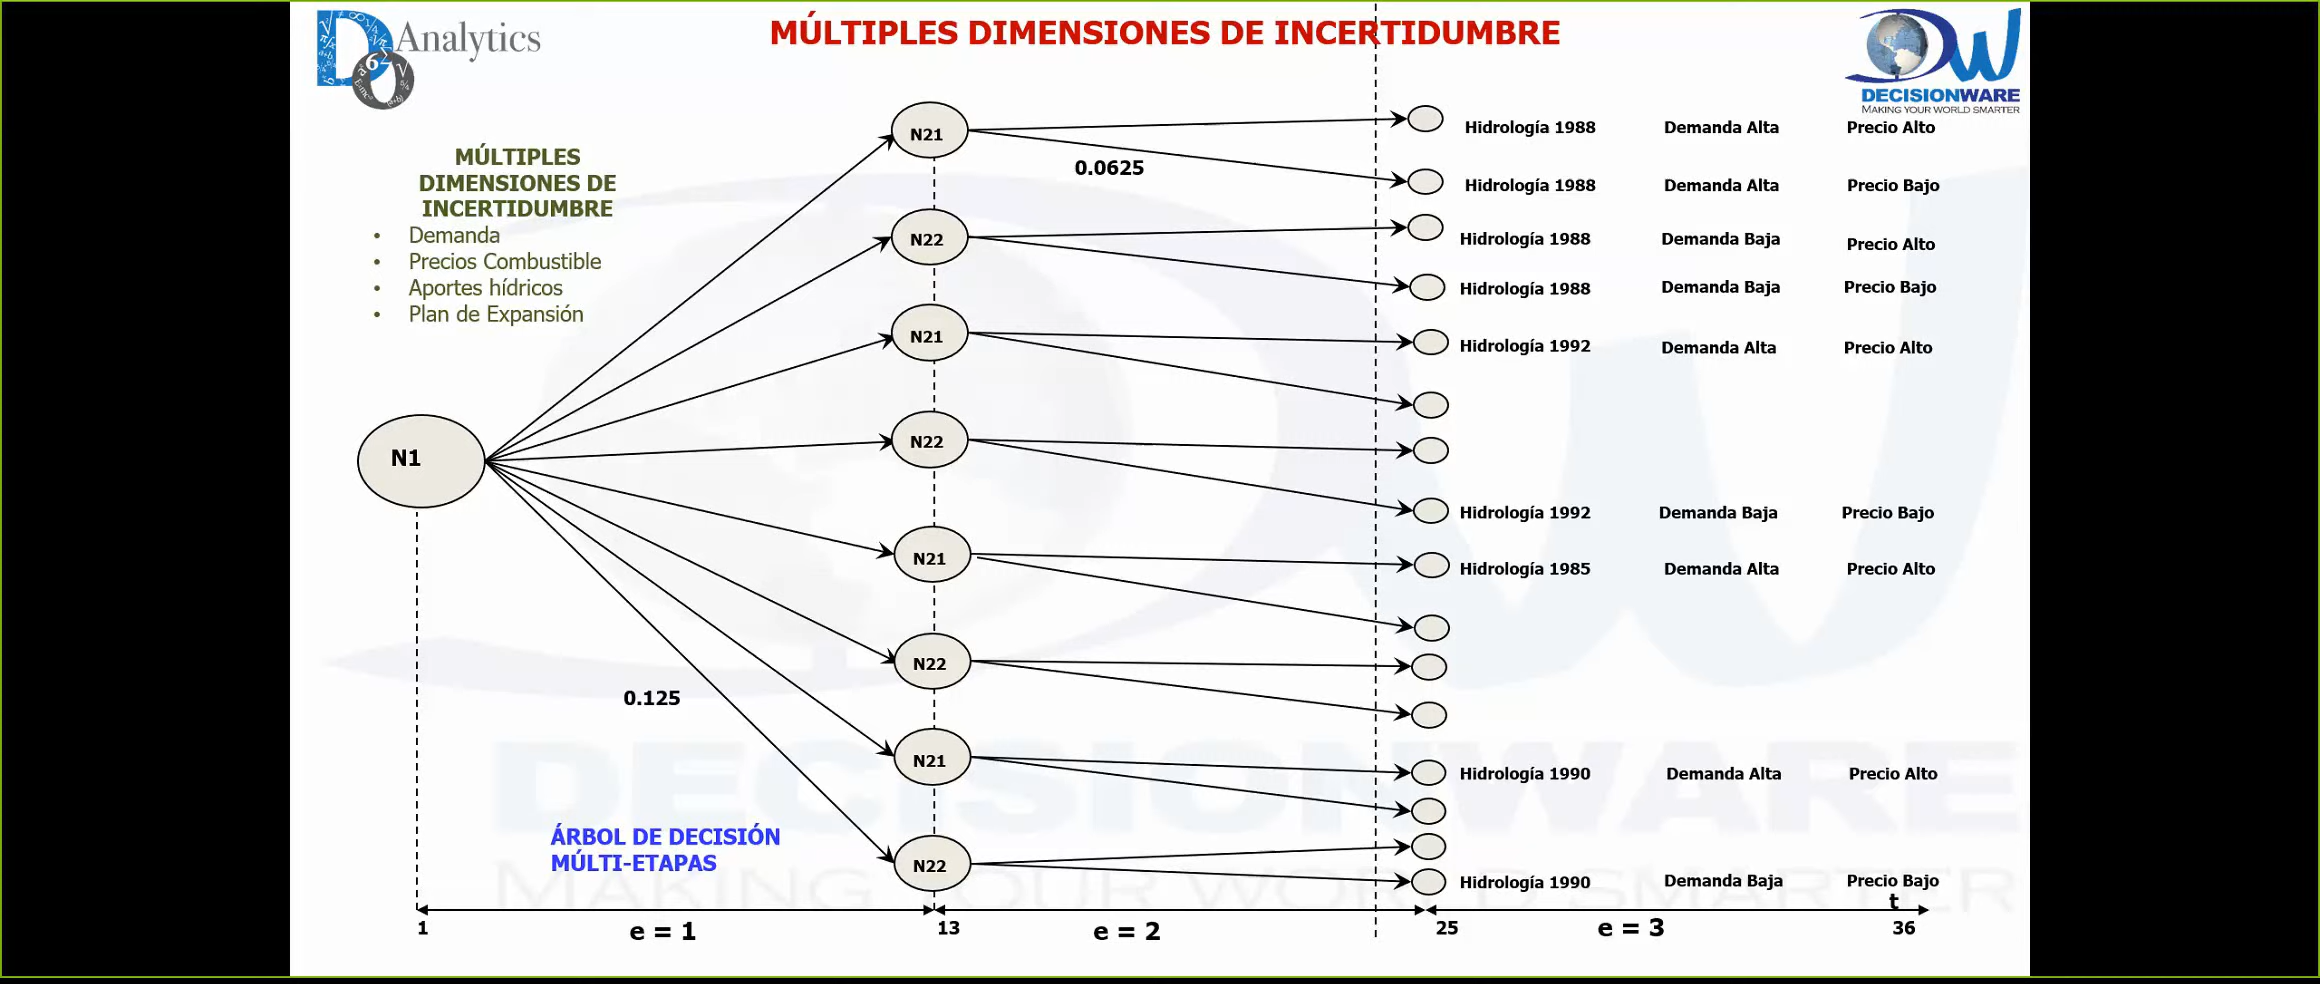 Analytics
MÚLTIPLES DIMENSIONES DE INCERTIDUMBRE
DECISIONWARE
MAKING YOUR WORLD SMARTER
MÚLTIPLES
DIMENSIONES DE
INCERTIDUMBRE
• Demanda
• Precios Combustible
• Aportes hídricos
• Plan de Expansión
N1
N21
N22
N21
N22
N21
N22
N21
N22
0.0625
0.125
Hidrología 1988 Demanda Alta Precio Alto
Hidrología 1988 Demanda Alta Precio Bajo
Hidrología 1988 Demanda Baja Precio Alto
Hidrología 1988 Demanda Baja Precio Bajo
Hidrología 1992 Demanda Alta Precio Alto
Hidrología 1992 Demanda Baja Precio Bajo
Hidrología 1985 Demanda Alta Precio Alto
Hidrología 1990 Demanda Alta Precio Alto
Hidrología 1990 Demanda Baja Precio Bajo
ÁRBOL DE DECISIÓN
MÚLTI-ETAPAS
t
1 e = 1 13 e = 2 25 e = 3 36
DECISIONWARE
MAKING YOUR WORLD SMARTER